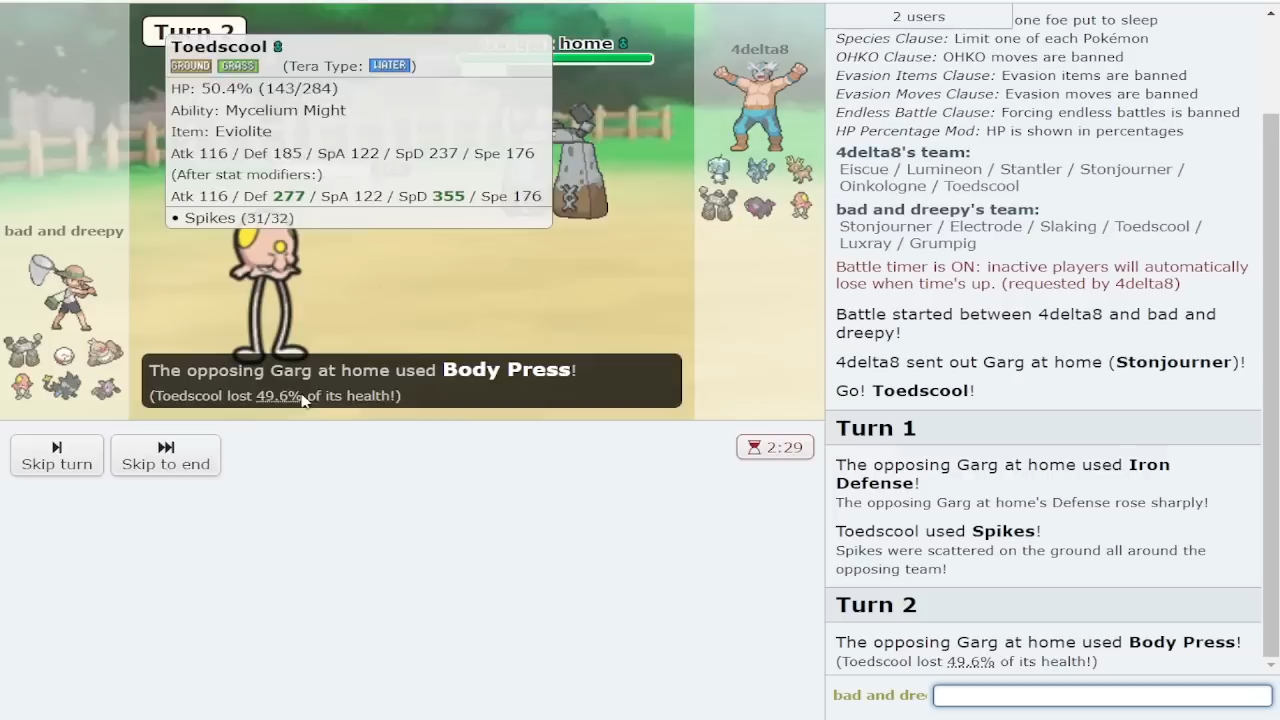 Turn 2
Toedscool
GROUND GRASS (Tera Type: WATER)
HP: 50.4% (143/284)
Ability: Mycelium Might
Item: Eviolite
Atk 116 / Def 185 / SpA 122 / SpD 237 / Spe 176
(After stat modifiers:)
Atk 116 / Def 277 / SpA 122 / SpD 355 / Spe 176
• Spikes (31/32)
home
4delta8
bad and dreepy
The opposing Garg at home used Body Press!
(Toedscool lost 49.6% of its health!)
Skip turn
Skip to end
2:29
2 users
one foe put to sleep
Species Clause: Limit one of each Pokémon
OHKO Clause: OHKO moves are banned
Evasion Items Clause: Evasion items are banned
Evasion Moves Clause: Evasion moves are banned
Endless Battle Clause: Forcing endless battles is banned
HP Percentage Mod: HP is shown in percentages
4delta8's team:
Eiscue / Lumineon / Stantler / Stonjourner /
Oinkologne / Toedscool
bad and dreepy's team:
Stonjourner / Electrode / Slaking / Toedscool /
Luxray / Grumpig
Battle timer is ON: inactive players will automatically
lose when time's up. (requested by 4delta8)
Battle started between 4delta8 and bad and
dreepy!
4delta8 sent out Garg at home (Stonjourner)!
Go! Toedscool!
Turn 1
The opposing Garg at home used Iron
Defense!
The opposing Garg at home's Defense rose sharply!
Toedscool used Spikes!
Spikes were scattered on the ground all around the
opposing team!
Turn 2
The opposing Garg at home used Body Press!
(Toedscool lost 49.6% of its health!)
bad and dre